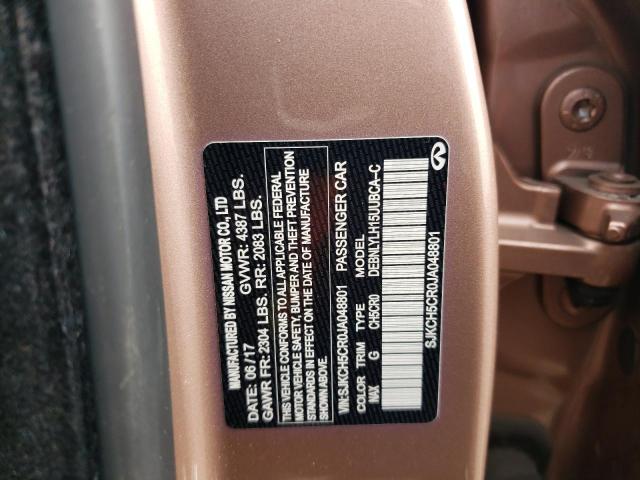 MANUFACTURED BY NISSAN MOTOR CO., LTD
GVWR: 4387 LBS.
DATE: 06/17
GAWR FR: 2304 LBS. RR: 2083 LBS.
THIS VEHICLE CONFORMS TO ALL APPLICABLE FEDERAL
MOTOR VEHICLE SAFETY, BUMPER AND THEFT PREVENTION
STANDARDS IN EFFECT ON THE DATE OF MANUFACTURE
SHOWN ABOVE.
VIN:SJKCH5CR0JA048801 PASSENGER CAR
COLOR TRIM TYPE MODEL
NAX G CH5CR0 DEBNLYLH15UUBCA-C
SJKCH5CR0JA048801